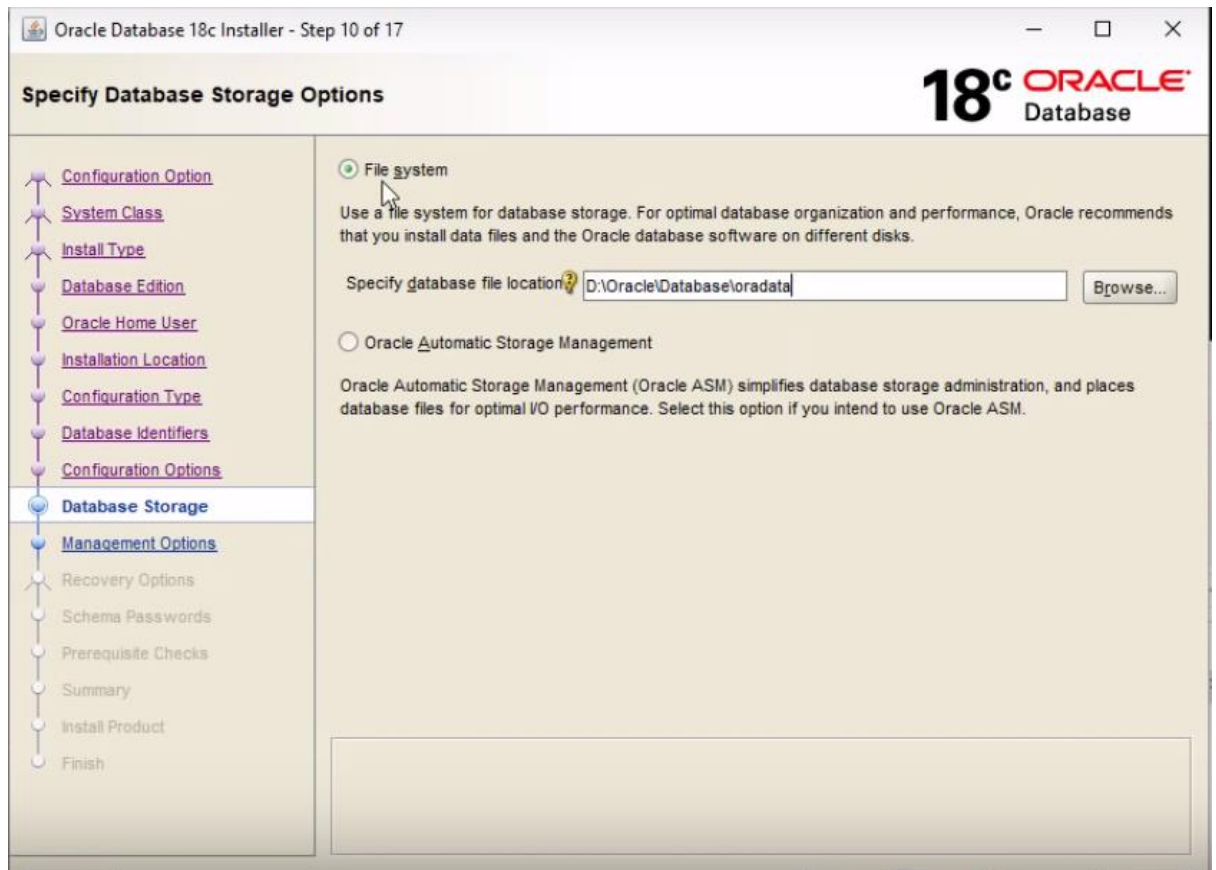 Oracle Database 18c Installer - Step 10 of 17
Specify Database Storage Options
18c ORACLE
Database
Configuration Option
System Class
Install Type
Database Edition
Oracle Home User
Installation Location
Configuration Type
Database Identifiers
Configuration Options
Database Storage
Management Options
Recovery Options
Schema Passwords
Prerequisite Checks
Summary
Install Product
Finish
File system
Use a file system for database storage. For optimal database organization and performance, Oracle recommends
that you install data files and the Oracle database software on different disks.
Specify database file location D:\Oracle\Database\oradata Browse...
Oracle Automatic Storage Management
Oracle Automatic Storage Management (Oracle ASM) simplifies database storage administration, and places
database files for optimal I/O performance. Select this option if you intend to use Oracle ASM.